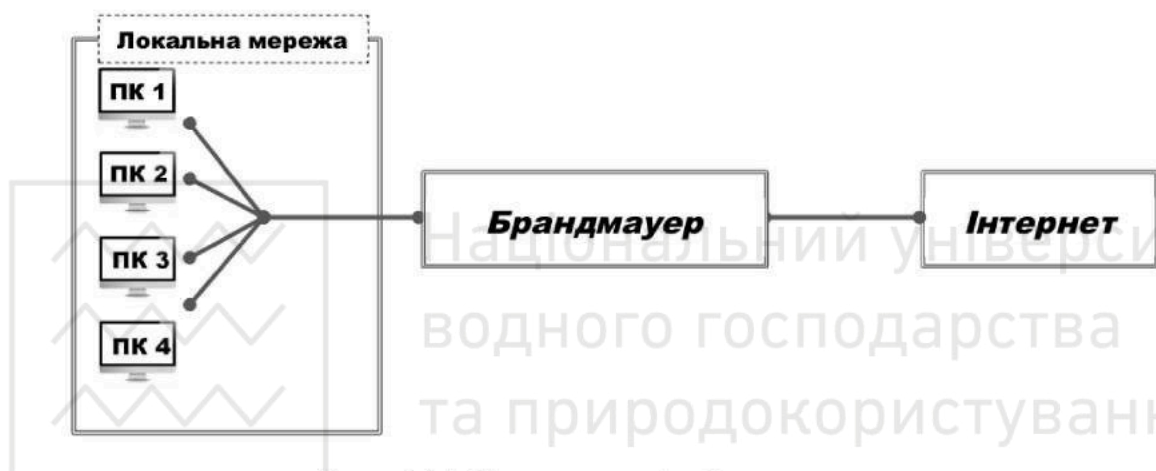 Локальна мережа
ПК 1
ПК 2
ПК 3
ПК 4
Брандмауер
Інтернет
Національний універси
водного господарства
та природокористуванн